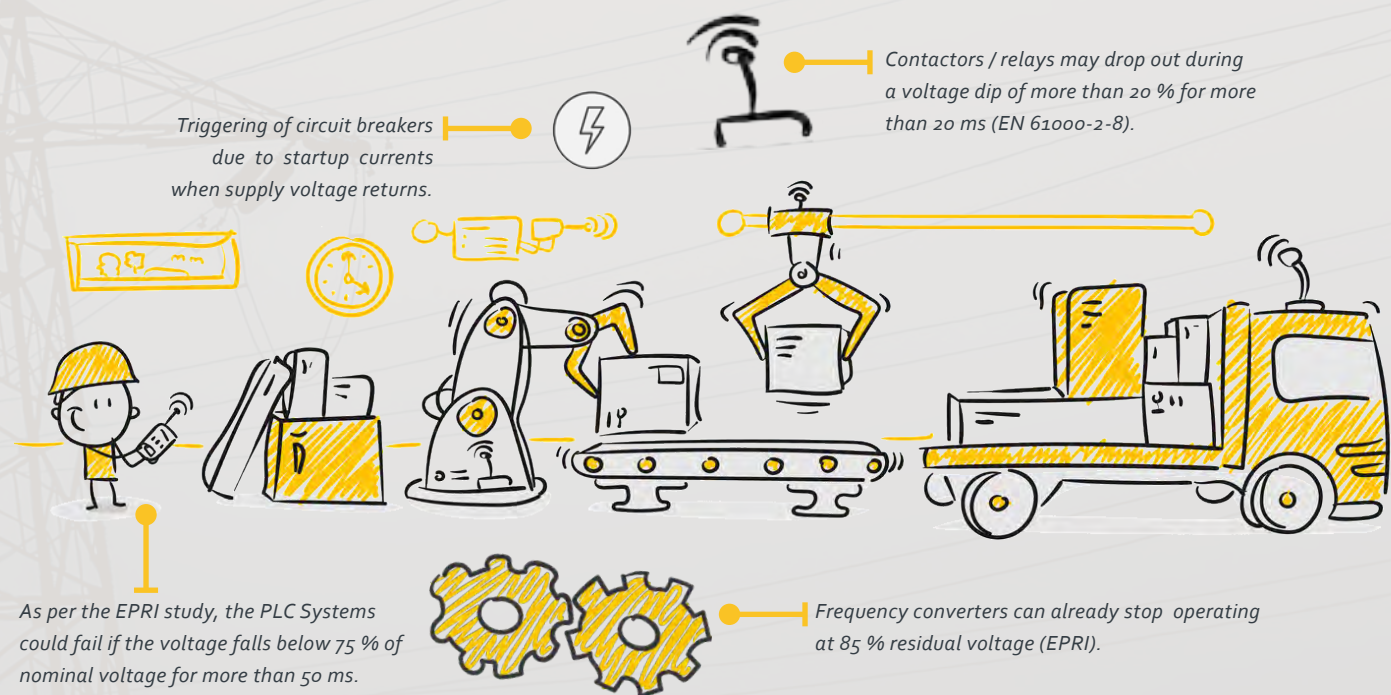 Contactors / relays may drop out during
a voltage dip of more than 20 % for more
than 20 ms (EN 61000-2-8).
Triggering of circuit breakers
due to startup currents
when supply voltage returns.
As per the EPRI study, the PLC Systems
could fail if the voltage falls below 75 % of
nominal voltage for more than 50 ms.
Frequency converters can already stop operating
at 85 % residual voltage (EPRI).